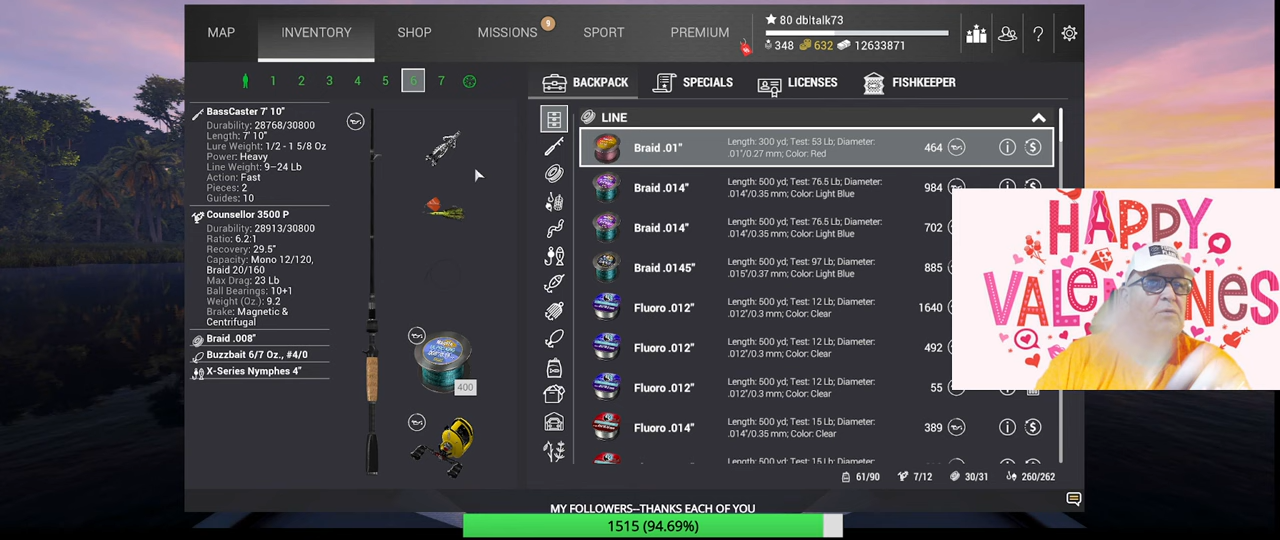 MAP
INVENTORY
SHOP
MISSIONS
9
SPORT
PREMIUM
80 dbltalk73
348 632 12633871
1 2 3 4 5 6 7
BACKPACK
SPECIALS
LICENSES
FISHKEEPER
BassCaster 7' 10"
Durability: 28768/30800
Length: 7' 10"
Lure Weight: 1/2 - 1 5/8 Oz
Power: Heavy
Line Weight: 9–24 Lb
Action: Fast
Pieces: 2
Guides: 10
Counsellor 3500 P
Durability: 28913/30800
Ratio: 6.2:1
Recovery: 29.5"
Capacity: Mono 12/120,
Braid 20/160
Max Drag: 23 Lb
Ball Bearings: 10+1
Weight (Oz.): 9.2
Brake: Magnetic &
Centrifugal
Braid .008"
Buzzbait 6/7 Oz., #4/0
X-Series Nymphes 4"
400
LINE
Braid .01"
Length: 300 yd; Test: 53 Lb; Diameter:
.01"/0.27 mm; Color: Red
464
Braid .014"
Length: 500 yd; Test: 76.5 Lb; Diameter:
.014"/0.35 mm; Color: Light Blue
984
Braid .014"
Length: 500 yd; Test: 76.5 Lb; Diameter:
.014"/0.35 mm; Color: Light Blue
702
Braid .0145"
Length: 500 yd; Test: 97 Lb; Diameter:
.015"/0.37 mm; Color: Light Blue
885
Fluoro .012"
Length: 500 yd; Test: 12 Lb; Diameter:
.012"/0.3 mm; Color: Clear
1640
Fluoro .012"
Length: 500 yd; Test: 12 Lb; Diameter:
.012"/0.3 mm; Color: Clear
492
Fluoro .012"
Length: 500 yd; Test: 12 Lb; Diameter:
.012"/0.3 mm; Color: Clear
55
Fluoro .014"
Length: 500 yd; Test: 15 Lb; Diameter:
.014"/0.35 mm; Color: Clear
389
Length: 500 yd; Test: 15 Lb; Diameter:
61/90 7/12 30/31 260/262
HAPPY
MY FOLLOWERS--THANKS EACH OF YOU
1515 (94.69%)